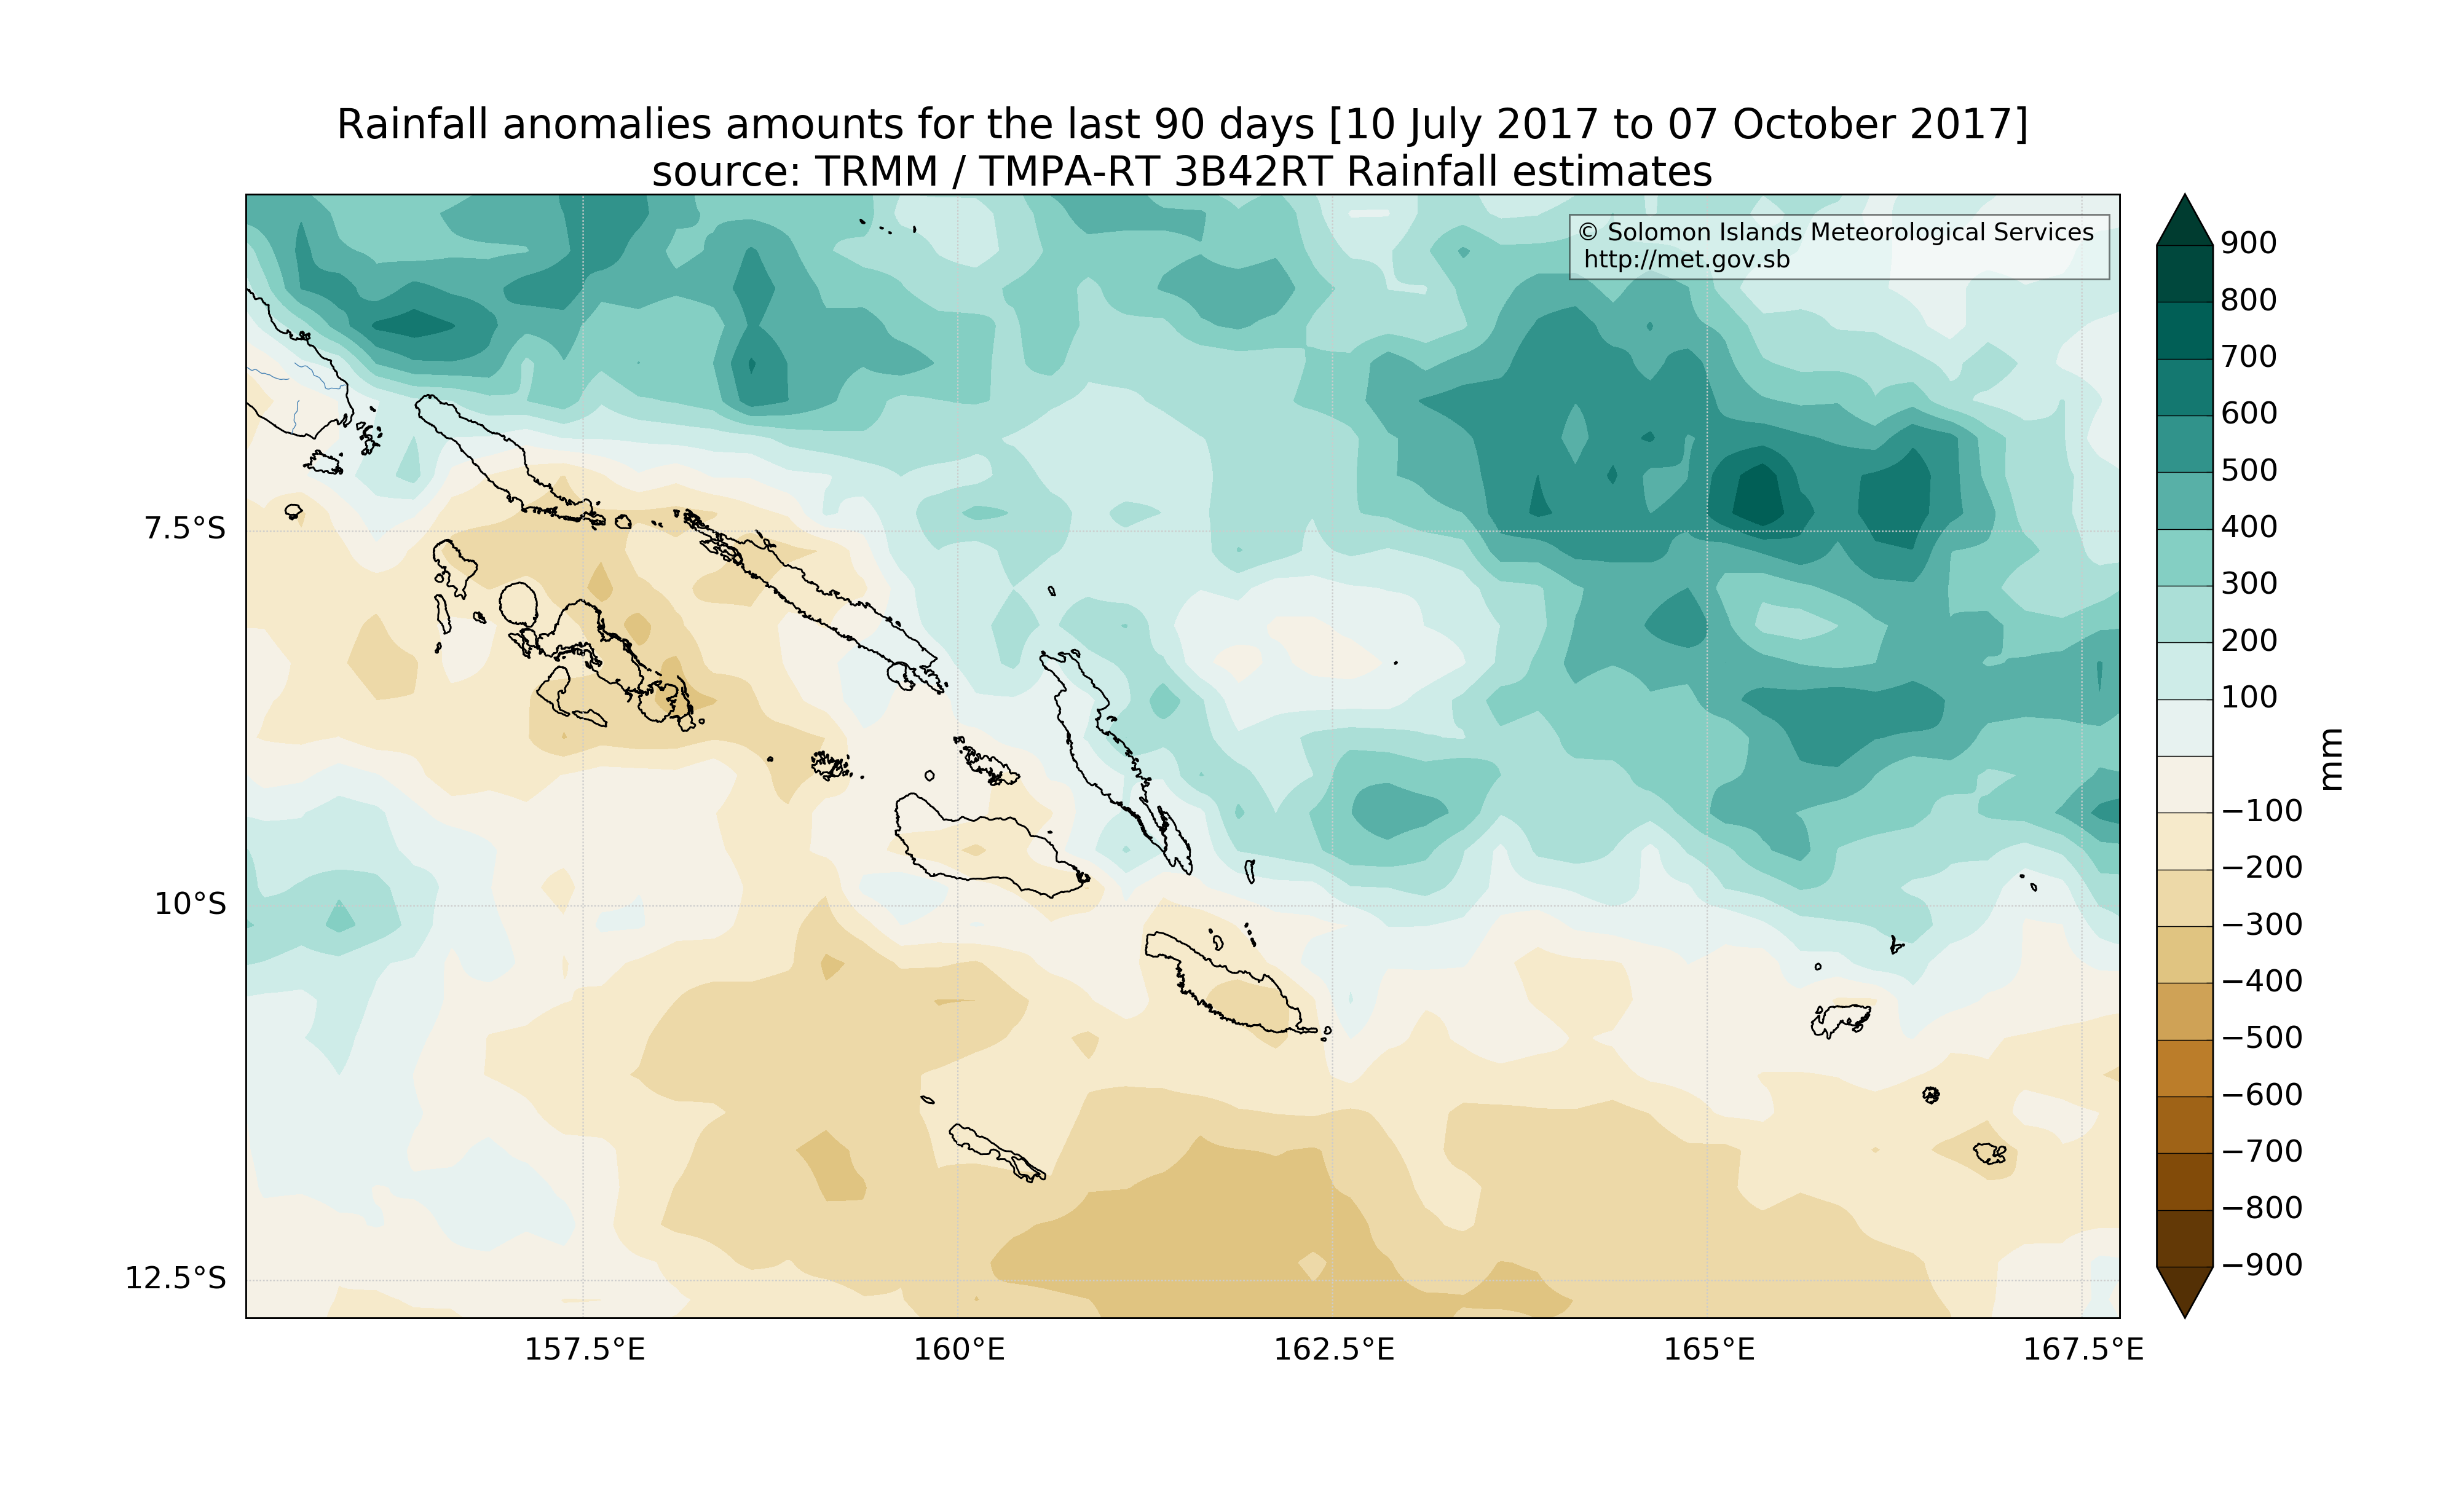 Rainfall anomalies amounts for the last 90 days [10 July 2017 to 07 October 2017]
source: TRMM / TMPA-RT 3B42RT Rainfall estimates
© Solomon Islands Meteorological Services
http://met.gov.sb
7.5°S
10°S
12.5°S
157.5°E
160°E
162.5°E
165°E
167.5°E
900
800
700
600
500
400
300
200
100
−100
−200
−300
−400
−500
−600
−700
−800
−900
mm